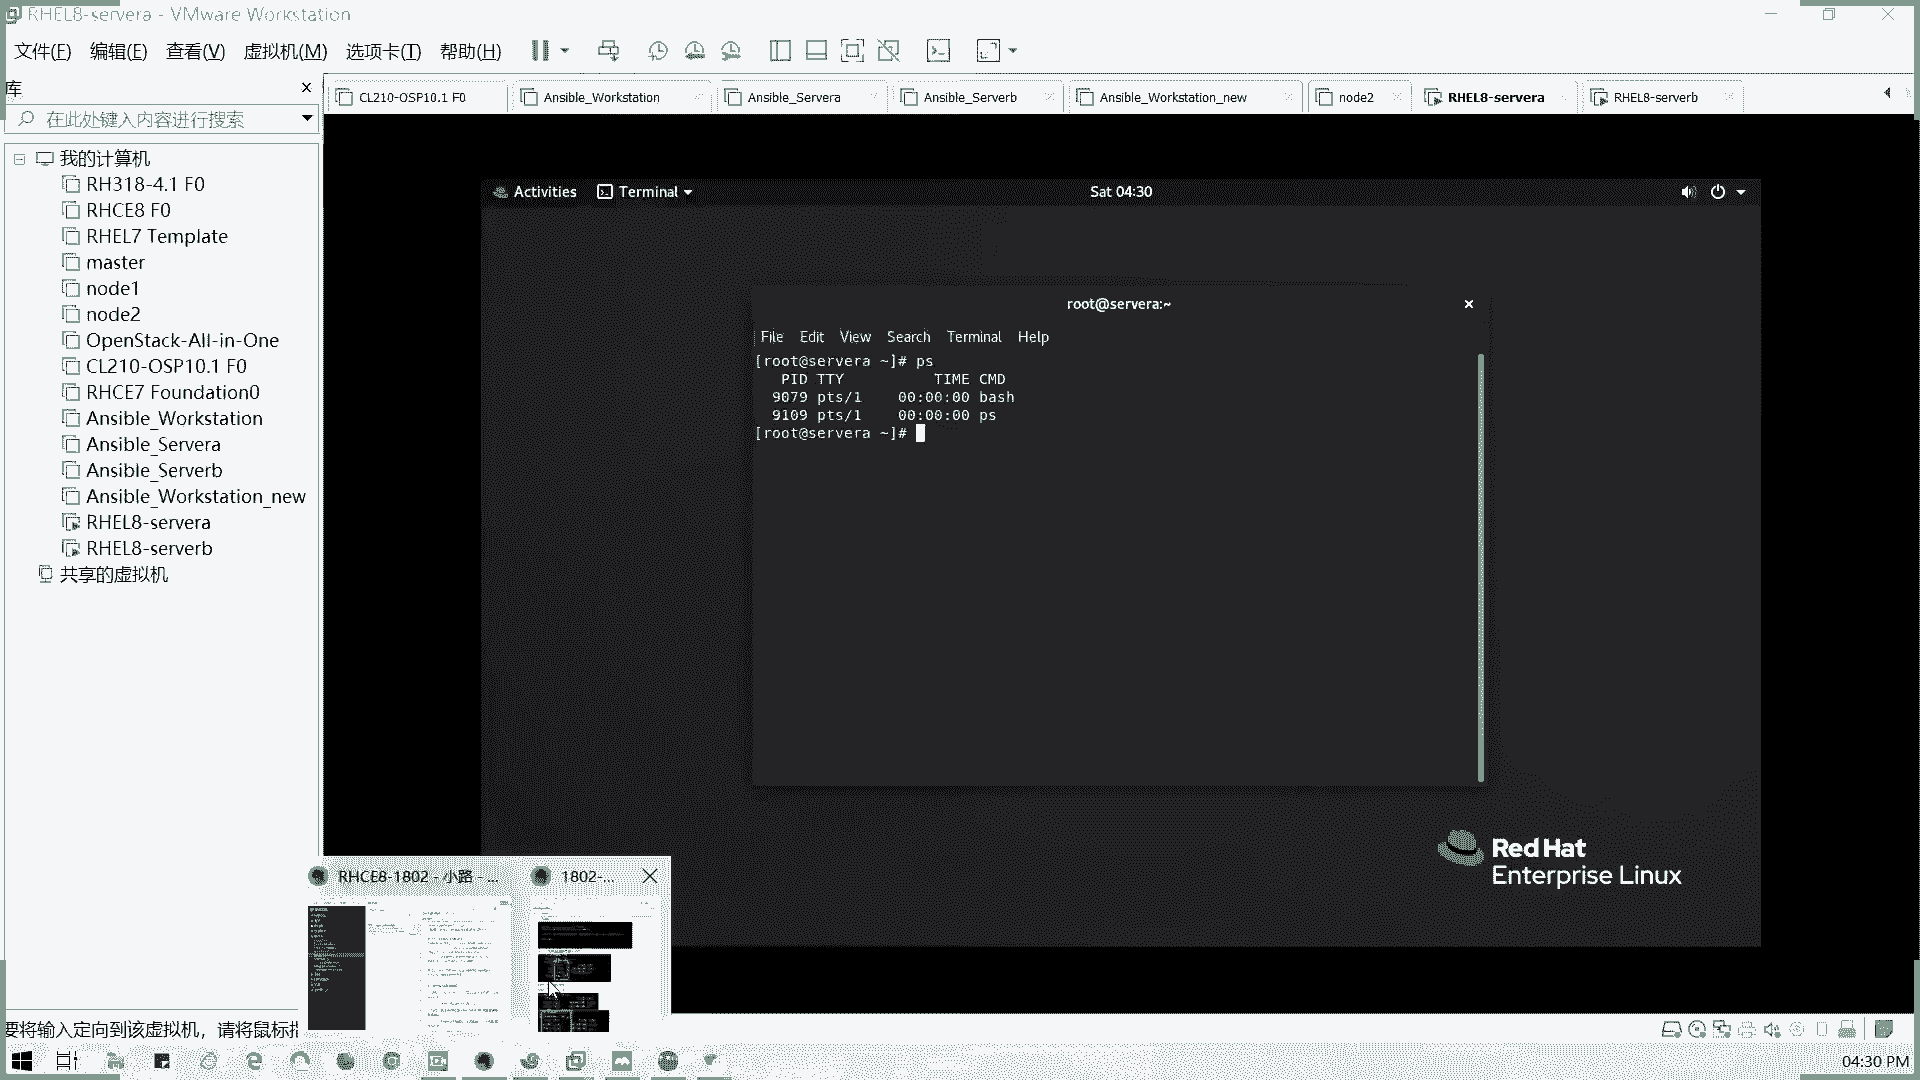 RHEL8-servera - VMware Workstation
文件(F) 编辑(E) 查看(V) 虚拟机(M) 选项卡(T) 帮助(H)
库
在此处键入内容进行搜索
我的计算机
RH318-4.1 F0
RHCE8 F0
RHEL7 Template
master
node1
node2
OpenStack-All-in-One
CL210-OSP10.1 F0
RHCE7 Foundation0
Ansible_Workstation
Ansible_Servera
Ansible_Serverb
Ansible_Workstation_new
RHEL8-servera
RHEL8-serverb
共享的虚拟机
CL210-OSP10.1 F0 Ansible_Workstation Ansible_Servera Ansible_Serverb Ansible_Workstation_new node2 RHEL8-servera RHEL8-serverb
Activities Terminal Sat 04:30
root@servera:~
File Edit View Search Terminal Help
[root@servera ~]# ps
PID TTY TIME CMD
9079 pts/1 00:00:00 bash
9109 pts/1 00:00:00 ps
[root@servera ~]#
Red Hat
Enterprise Linux
RHCE8-1802 - 小路 - ... 1802-...
要将输入定向到该虚拟机，请将鼠标指
04:30 PM